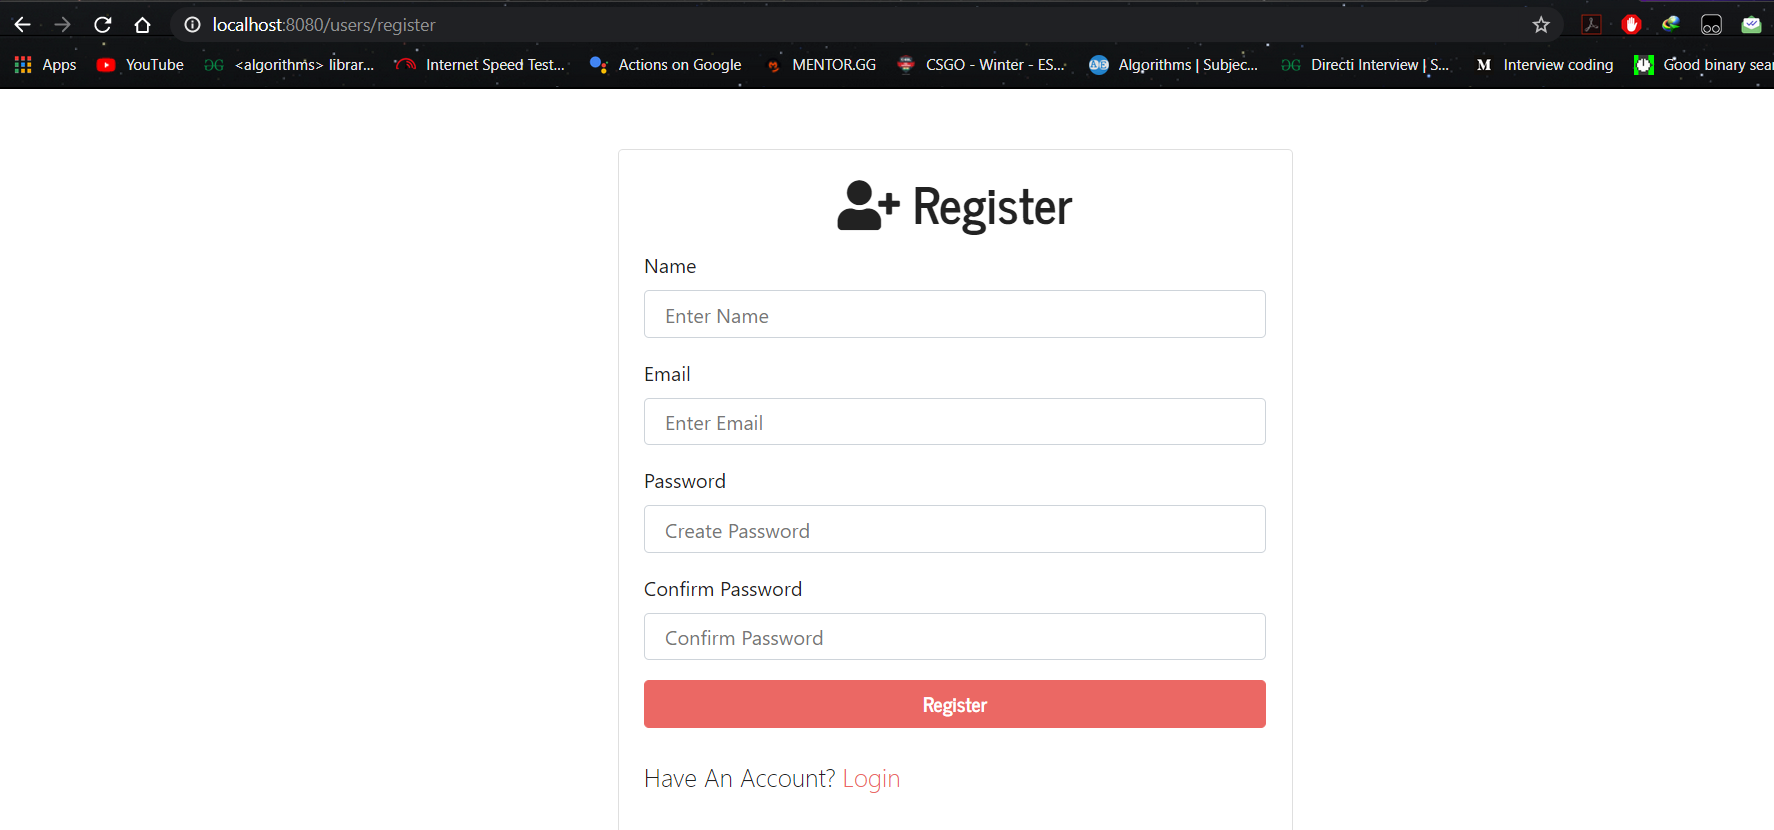 localhost:8080/users/register
Apps YouTube <algorithms> librar... Internet Speed Test... Actions on Google MENTOR.GG CSGO - Winter - ES... Algorithms | Subjec... Directi Interview | S... Interview coding Good binary sear
Register
Name
Enter Name
Email
Enter Email
Password
Create Password
Confirm Password
Confirm Password
Register
Have An Account? Login